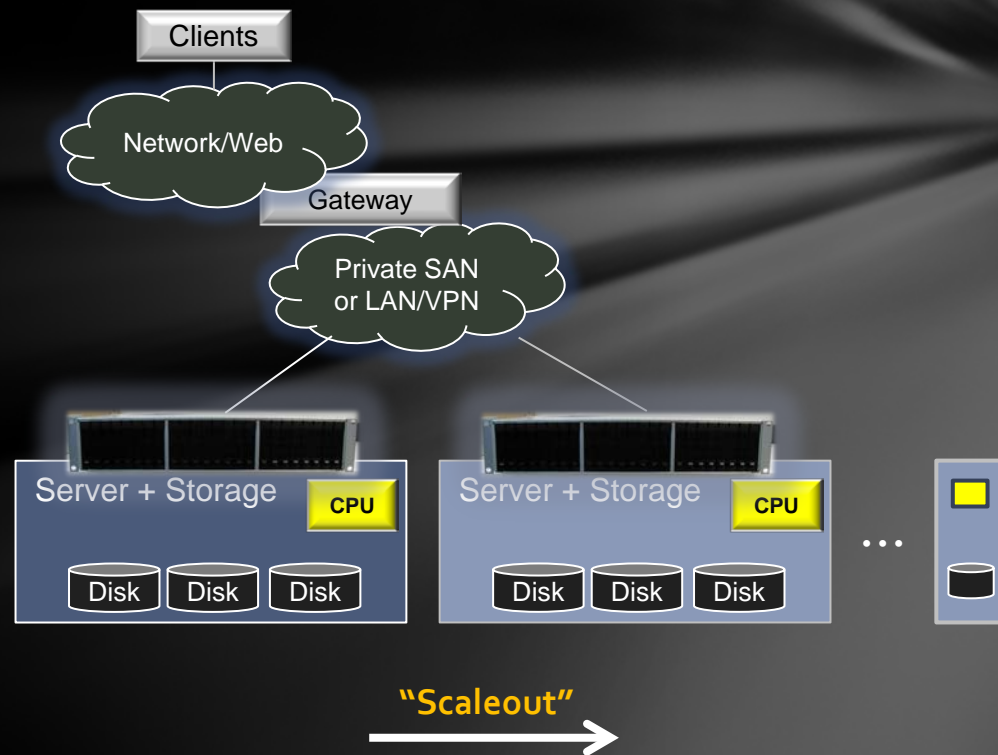 Clients
Network/Web
Gateway
Private SAN
or LAN/VPN
Server + Storage
CPU
Disk Disk Disk
Server + Storage
CPU
Disk Disk Disk
...
“Scaleout”